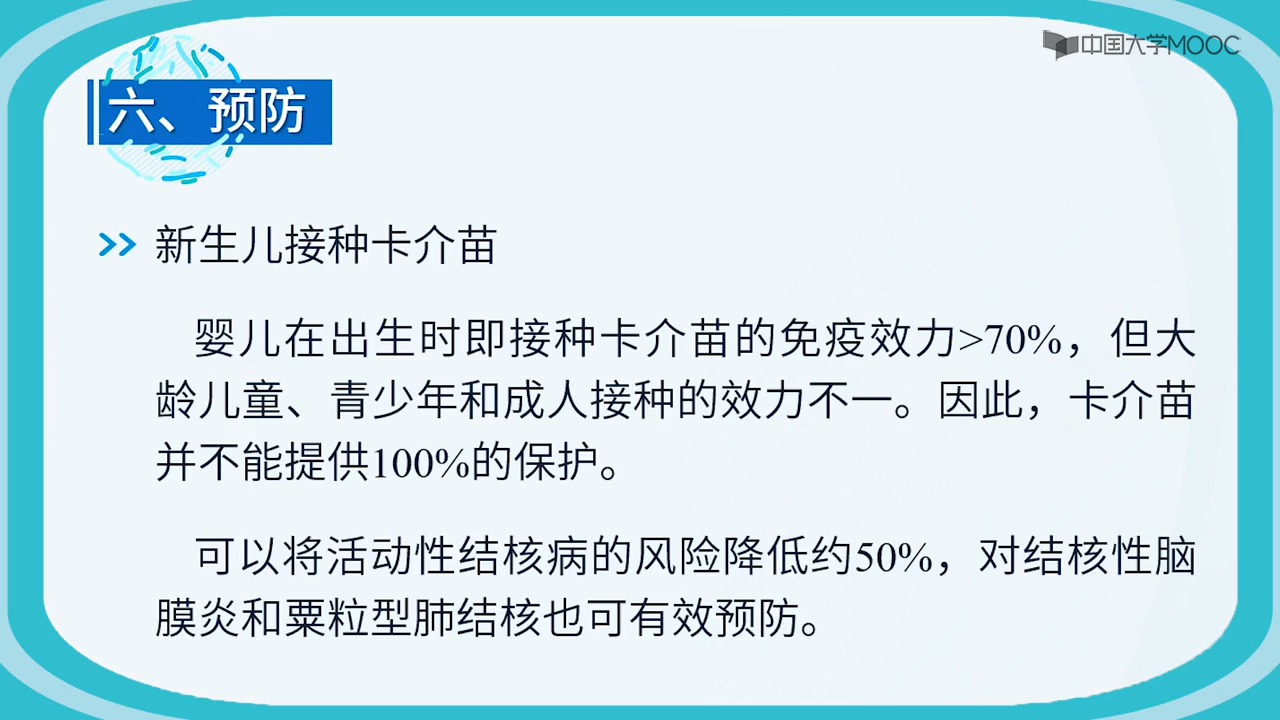 中国大学MOOC
六、预防
新生儿接种卡介苗
婴儿在出生时即接种卡介苗的免疫效力>70%，但大
龄儿童、青少年和成人接种的效力不一。因此，卡介苗
并不能提供100%的保护。
可以将活动性结核病的风险降低约50%，对结核性脑
膜炎和粟粒型肺结核也可有效预防。